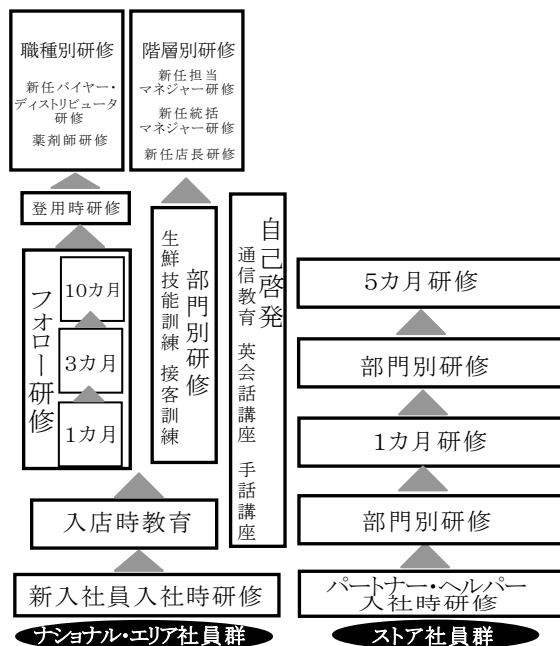 職種別研修
新任バイヤー・
ディストリビュータ
研修
薬剤師研修
階層別研修
新任担当
マネジャー研修
新任統括
マネジャー研修
新任店長研修
登用時研修
フォロー研修
10カ月
3カ月
1カ月
部門別研修
生鮮技能訓練 接客訓練
自己啓発
通信教育 英会話講座 手話講座
入店時教育
新入社員入社時研修
ナショナル・エリア社員群
5カ月研修
部門別研修
1カ月研修
部門別研修
パートナー・ヘルパー
入社時研修
ストア社員群